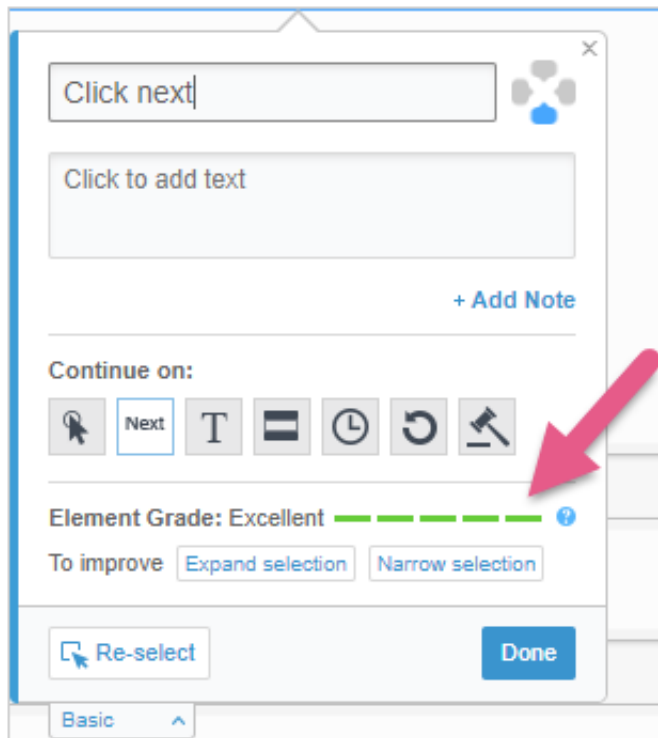 Click next
Click to add text
+ Add Note
Continue on:
Next T
Element Grade: Excellent ?
To improve Expand selection Narrow selection
Re-select Done
Basic